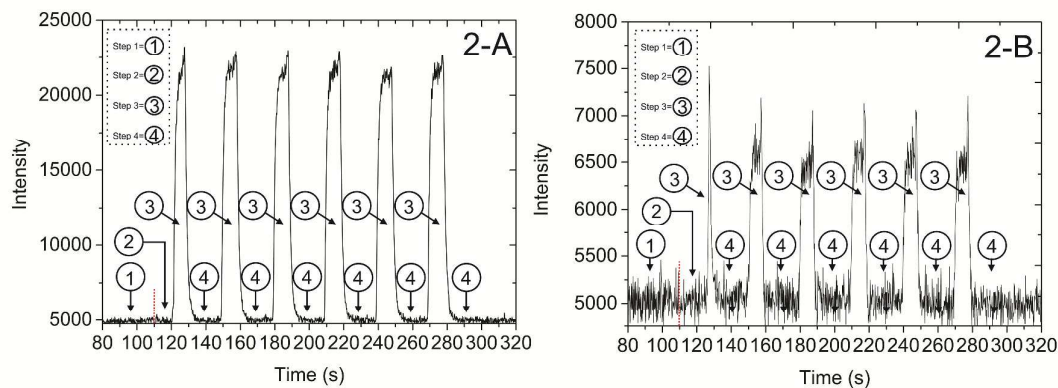 2-A
Step 1=①
Step 2=②
Step 3=③
Step 4=④
Intensity
25000
20000
15000
10000
5000
③ ③ ③ ③ ③ ③
②
① ④ ④ ④ ④ ④ ④
80 100 120 140 160 180 200 220 240 260 280 300 320
Time (s)
2-B
Step 1=①
Step 2=②
Step 3=③
Step 4=④
Intensity
8000
7500
7000
6500
6000
5500
5000
③ ③ ③ ③ ③ ③
②
① ④ ④ ④ ④ ④ ④
80 100 120 140 160 180 200 220 240 260 280 300 320
Time (s)